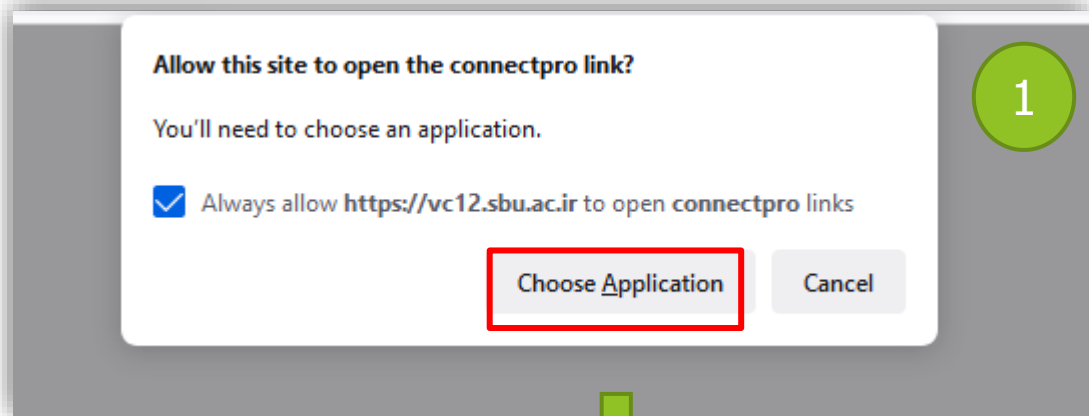 Allow this site to open the connectpro link?
1
You'll need to choose an application.
Always allow https://vc12.sbu.ac.ir to open connectpro links
Choose Application
Cancel